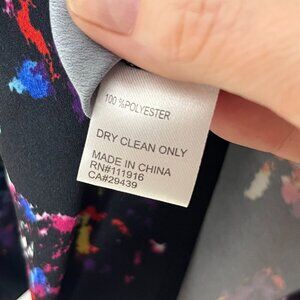 100 %POLYESTER
DRY CLEAN ONLY
MADE IN CHINA
RN#111916
CA#29439